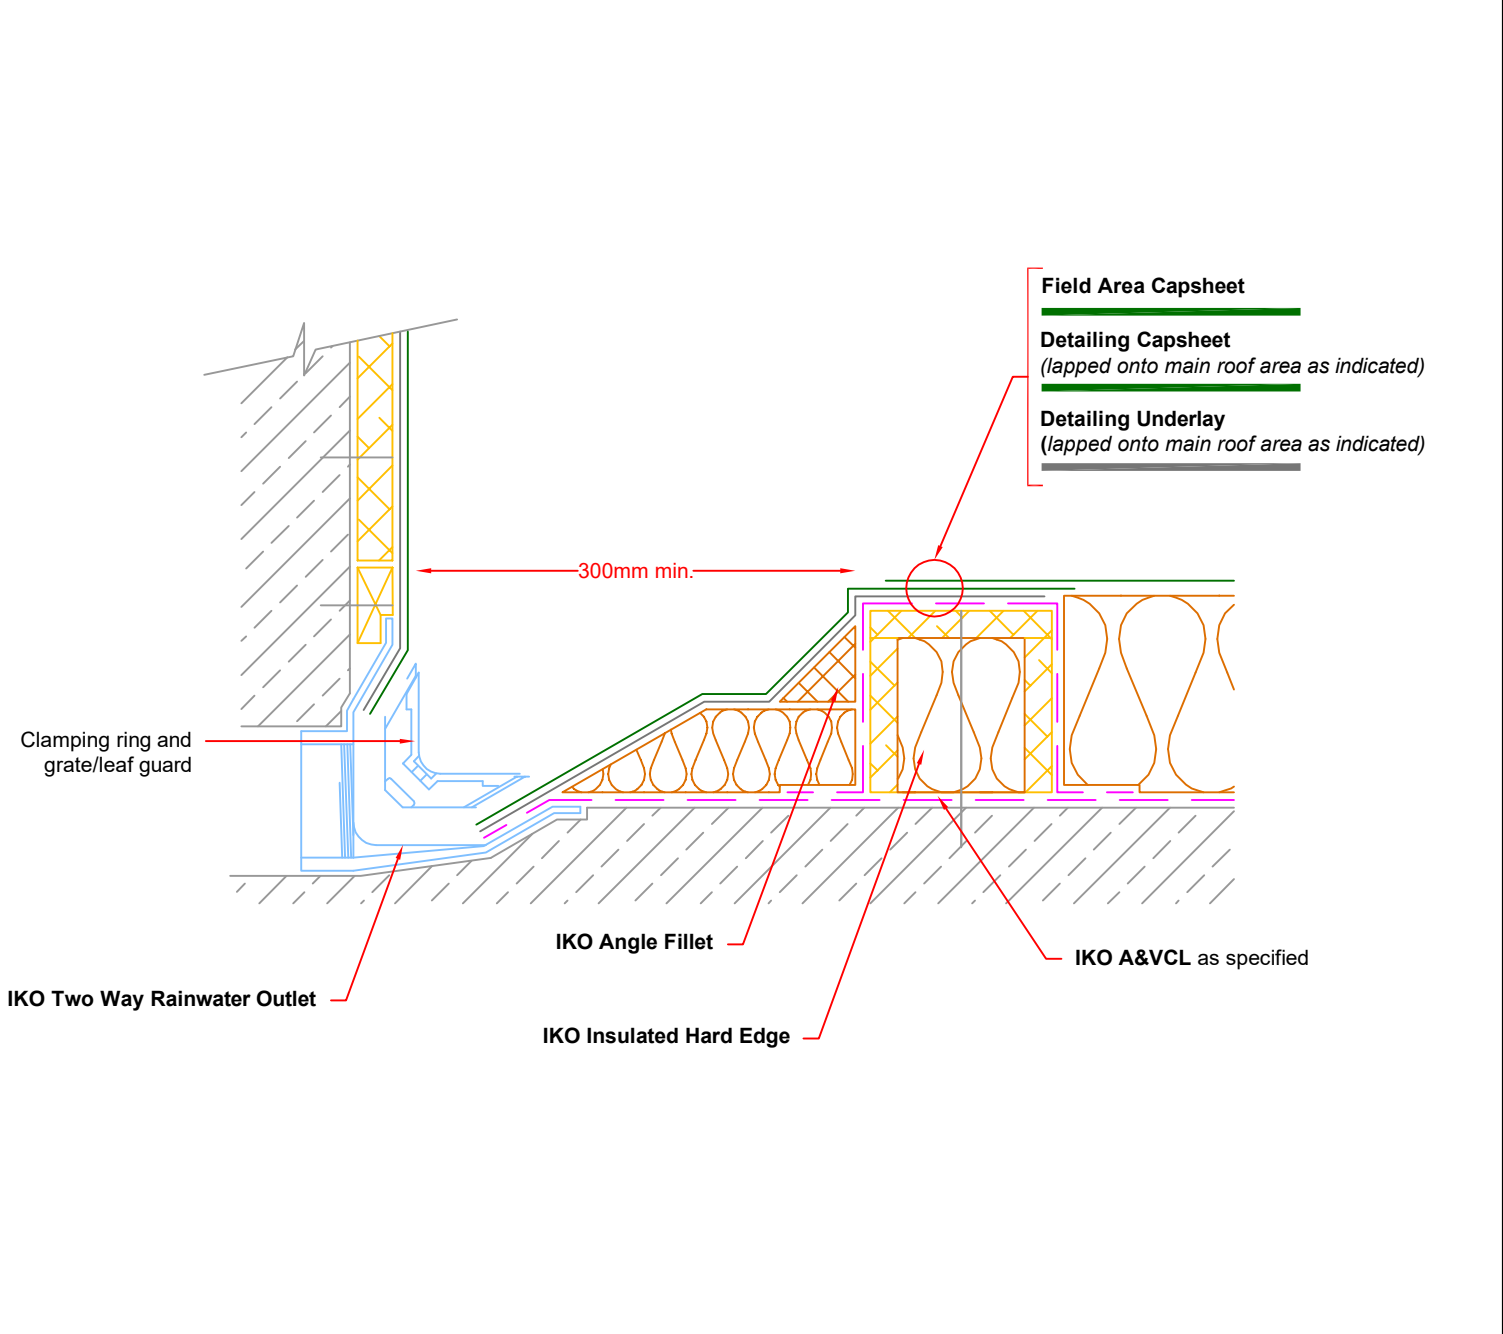 Field Area Capsheet
Detailing Capsheet
(lapped onto main roof area as indicated)
Detailing Underlay
(lapped onto main roof area as indicated)
300mm min.
Clamping ring and
grate/leaf guard
IKO Angle Fillet
IKO A&VCL as specified
IKO Two Way Rainwater Outlet
IKO Insulated Hard Edge